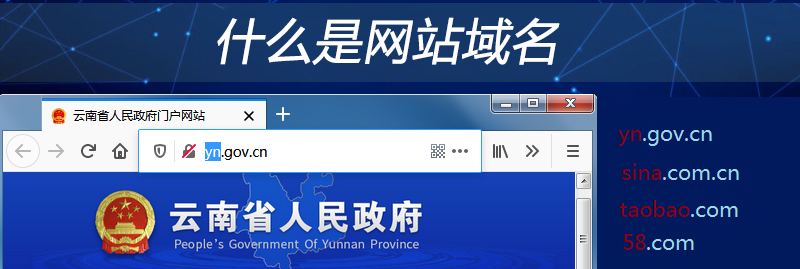 什么是网站域名
云南省人民政府门户网站
yn.gov.cn
云南省人民政府
People's Government Of Yunnan Province
yn.gov.cn
sina.com.cn
taobao.com
58.com